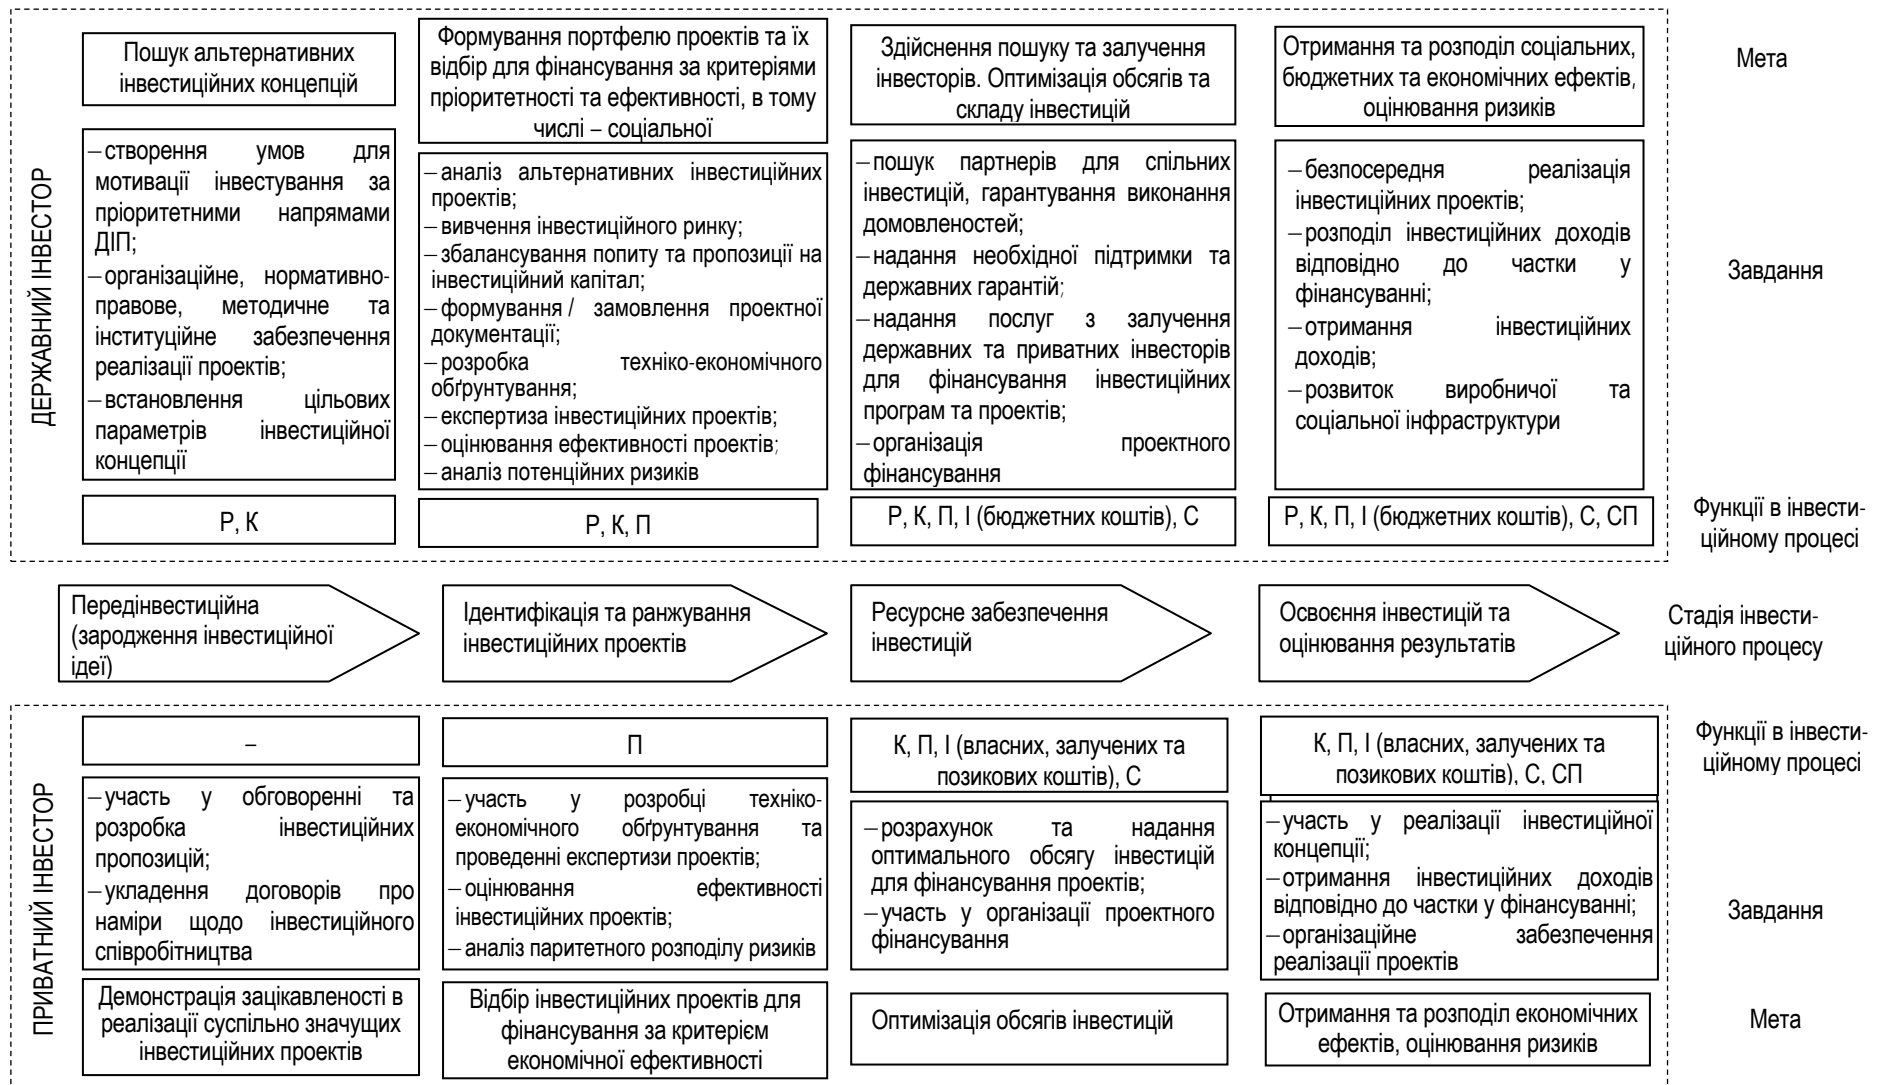 ДЕРЖАВНИЙ ІНВЕСТОР
Пошук альтернативних
інвестиційних концепцій
Формування портфелю проектів та їх
відбір для фінансування за критеріями
пріоритетності та ефективності, в тому
числі – соціальної
Здійснення пошуку та залучення
інвесторів. Оптимізація обсягів та
складу інвестицій
Отримання та розподіл соціальних,
бюджетних та економічних ефектів,
оцінювання ризиків
Мета
–створення умов для
мотивації інвестування за
пріоритетними напрямами
ДІП;
–організаційне, нормативно-
правове, методичне та
інституційне забезпечення
реалізації проектів;
–встановлення цільових
параметрів інвестиційної
концепції
–аналіз альтернативних інвестиційних
проектів;
–вивчення інвестиційного ринку;
–збалансування попиту та пропозиції на
інвестиційний капітал;
–формування / замовлення проектної
документації;
–розробка техніко-економічного
обґрунтування;
–експертиза інвестиційних проектів;
–оцінювання ефективності проектів;
–аналіз потенційних ризиків
–пошук партнерів для спільних
інвестицій, гарантування виконання
домовленостей;
–надання необхідної підтримки та
державних гарантій;
–надання послуг з залучення
державних та приватних інвесторів
для фінансування інвестиційних
програм та проектів;
–організація проектного
фінансування
–безпосередня реалізація
інвестиційних проектів;
–розподіл інвестиційних доходів
відповідно до частки у
фінансуванні;
–отримання інвестиційних
доходів;
–розвиток виробничої та
соціальної інфраструктури
Завдання
Р, К
Р, К, П
Р, К, П, І (бюджетних коштів), С
Р, К, П, І (бюджетних коштів), С, СП
Функції в інвести-
ційному процесі
Передінвестиційна
(зародження інвестиційної
ідеї)
Ідентифікація та ранжування
інвестиційних проектів
Ресурсне забезпечення
інвестицій
Освоєння інвестицій та
оцінювання результатів
Стадія інвести-
ційного процесу
ПРИВАТНИЙ ІНВЕСТОР
–
П
К, П, І (власних, залучених та
позикових коштів), С
К, П, І (власних, залучених та
позикових коштів), С, СП
Функції в інвести-
ційному процесі
–участь у обговоренні та
розробка інвестиційних
пропозицій;
–укладення договорів про
наміри щодо інвестиційного
співробітництва
–участь у розробці техніко-
економічного обґрунтування та
проведенні експертизи проектів;
–оцінювання ефективності
інвестиційних проектів;
–аналіз паритетного розподілу ризиків
–розрахунок та надання
оптимального обсягу інвестицій
для фінансування проектів;
–участь у організації проектного
фінансування
–участь у реалізації інвестиційної
концепції;
–отримання інвестиційних доходів
відповідно до частки у фінансуванні;
–організаційне забезпечення
реалізації проектів
Завдання
Демонстрація зацікавленості в
реалізації суспільно значущих
інвестиційних проектів
Відбір інвестиційних проектів для
фінансування за критерієм
економічної ефективності
Оптимізація обсягів інвестицій
Отримання та розподіл економічних
ефектів, оцінювання ризиків
Мета